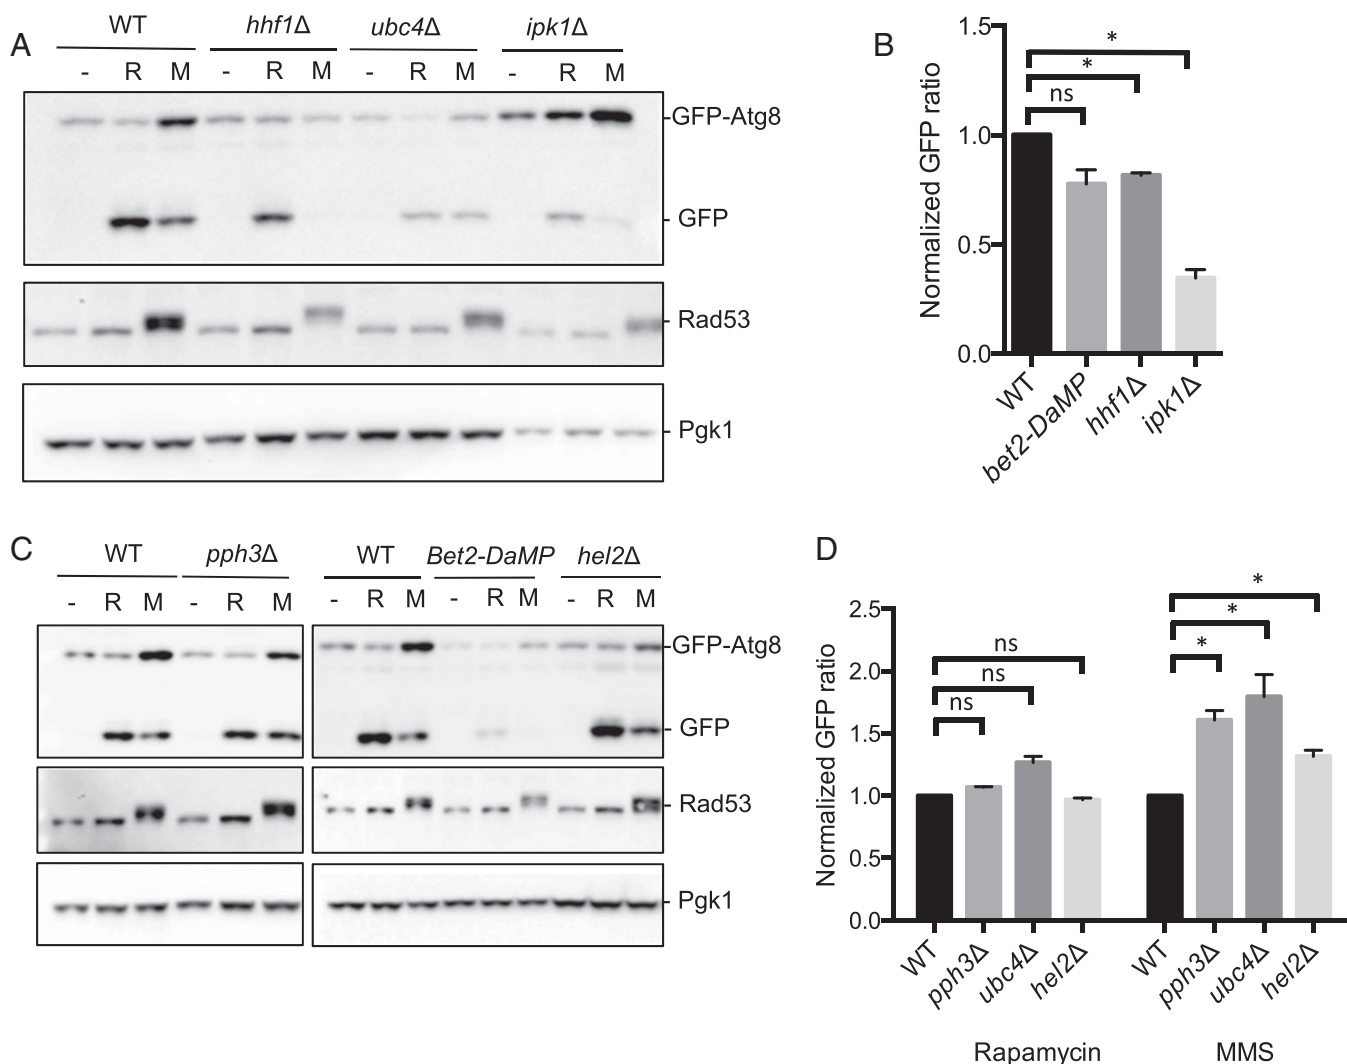 A
WT hhf1Δ ubc4Δ ipk1Δ
- R M - R M - R M - R M
GFP-Atg8
GFP
Rad53
Pgk1
B
Normalized GFP ratio
1.5
1.0
0.5
0.0
* 
*
ns
WT bet2-DaMP hhf1Δ ipk1Δ
C
WT pph3Δ WT Bet2-DaMP hel2Δ
- R M - R M - R M - R M - R M
GFP-Atg8
GFP
Rad53
Pgk1
D
Normalized GFP ratio
2.5
2.0
1.5
1.0
0.5
0.0
ns
ns
ns
*
*
*
WT pph3Δ ubc4Δ hel2Δ WT pph3Δ ubc4Δ hel2Δ
Rapamycin MMS